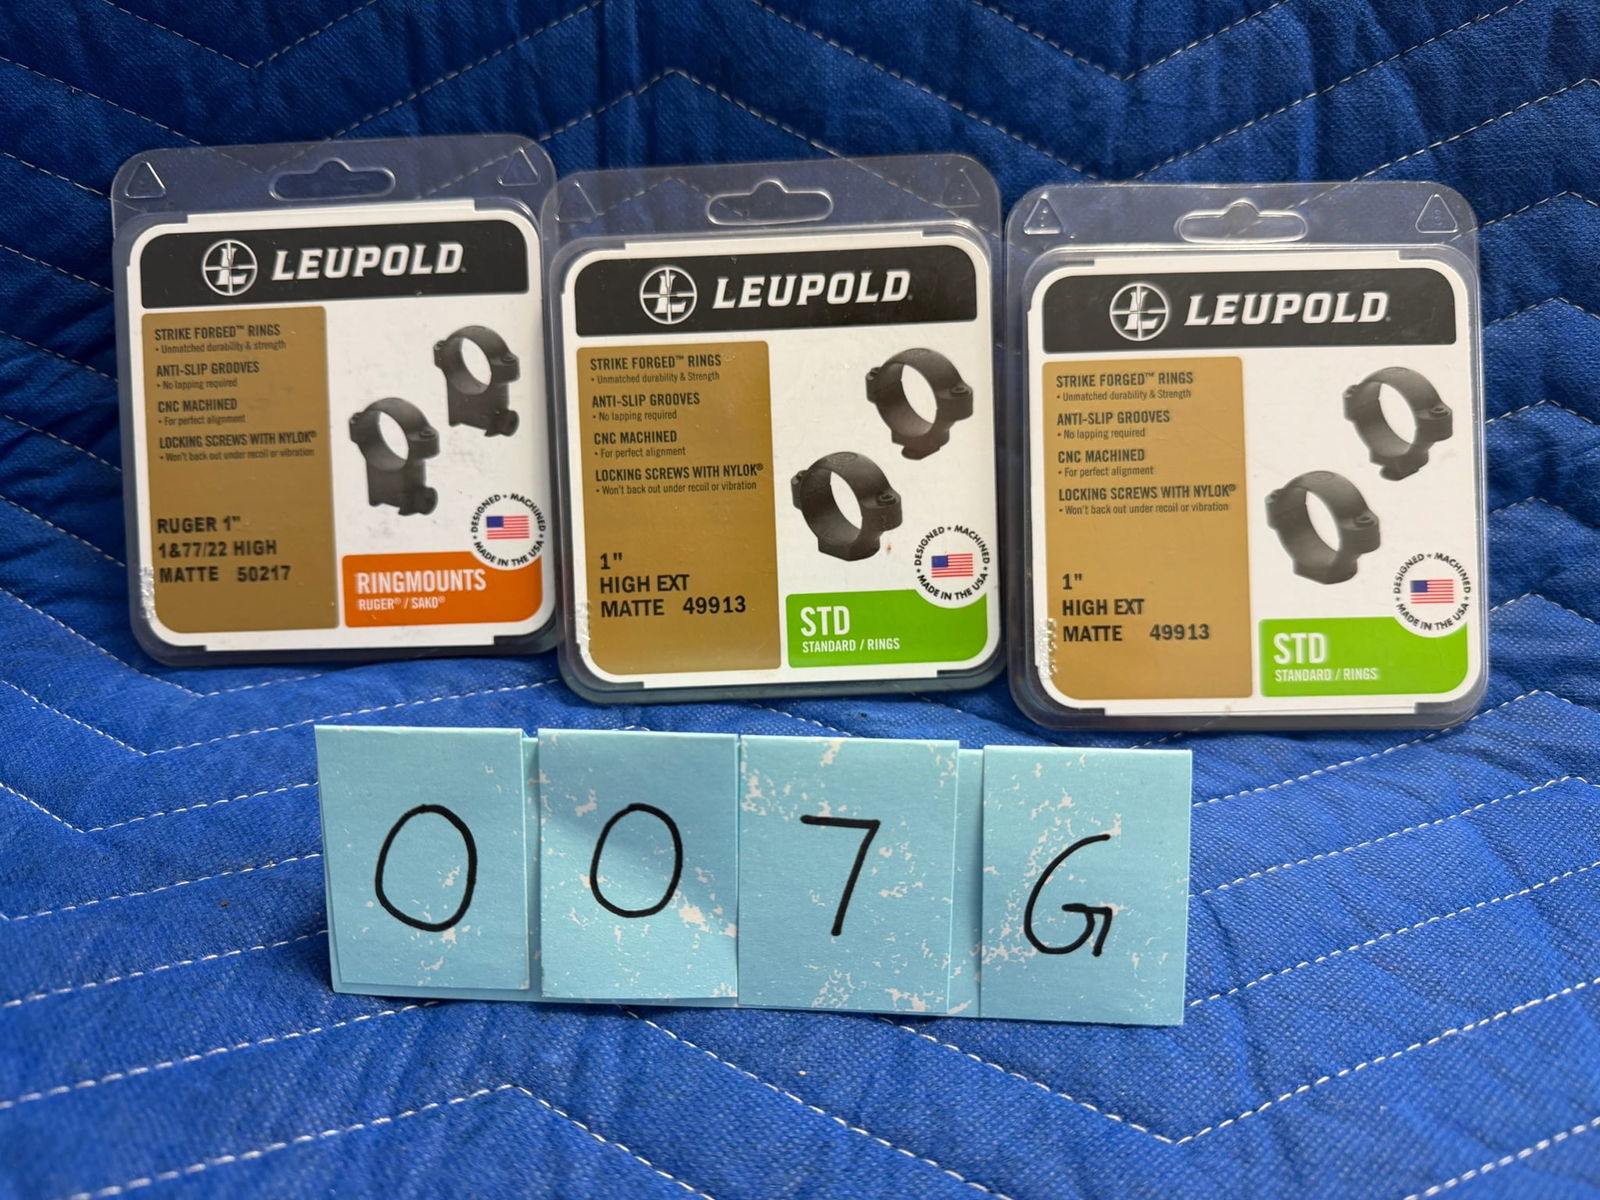 LEUPOLD
STRIKE FORGED™ RINGS
• Unmatched durability & strength
ANTI-SLIP GROOVES
• No lapping required
CNC MACHINED
• For perfect alignment
LOCKING SCREWS WITH NYLOK®
• Won't back out under recoil or vibration
RUGER 1"
1&77/22 HIGH
MATTE 50217
DESIGNED • MACHINED
• MADE IN THE USA •
RINGMOUNTS
RUGER® / SAKO®
LEUPOLD
STRIKE FORGED™ RINGS
• Unmatched durability & Strength
ANTI-SLIP GROOVES
• No lapping required
CNC MACHINED
• For perfect alignment
LOCKING SCREWS WITH NYLOK®
• Won't back out under recoil or vibration
1"
HIGH EXT
MATTE 49913
DESIGNED • MACHINED
• MADE IN THE USA •
STD
STANDARD / RINGS
LEUPOLD
STRIKE FORGED™ RINGS
• Unmatched durability & Strength
ANTI-SLIP GROOVES
• No lapping required
CNC MACHINED
• For perfect alignment
LOCKING SCREWS WITH NYLOK®
• Won't back out under recoil or vibration
1"
HIGH EXT
MATTE 49913
DESIGNED • MACHINED
• MADE IN THE USA •
STD
STANDARD / RINGS
0 0 7 G